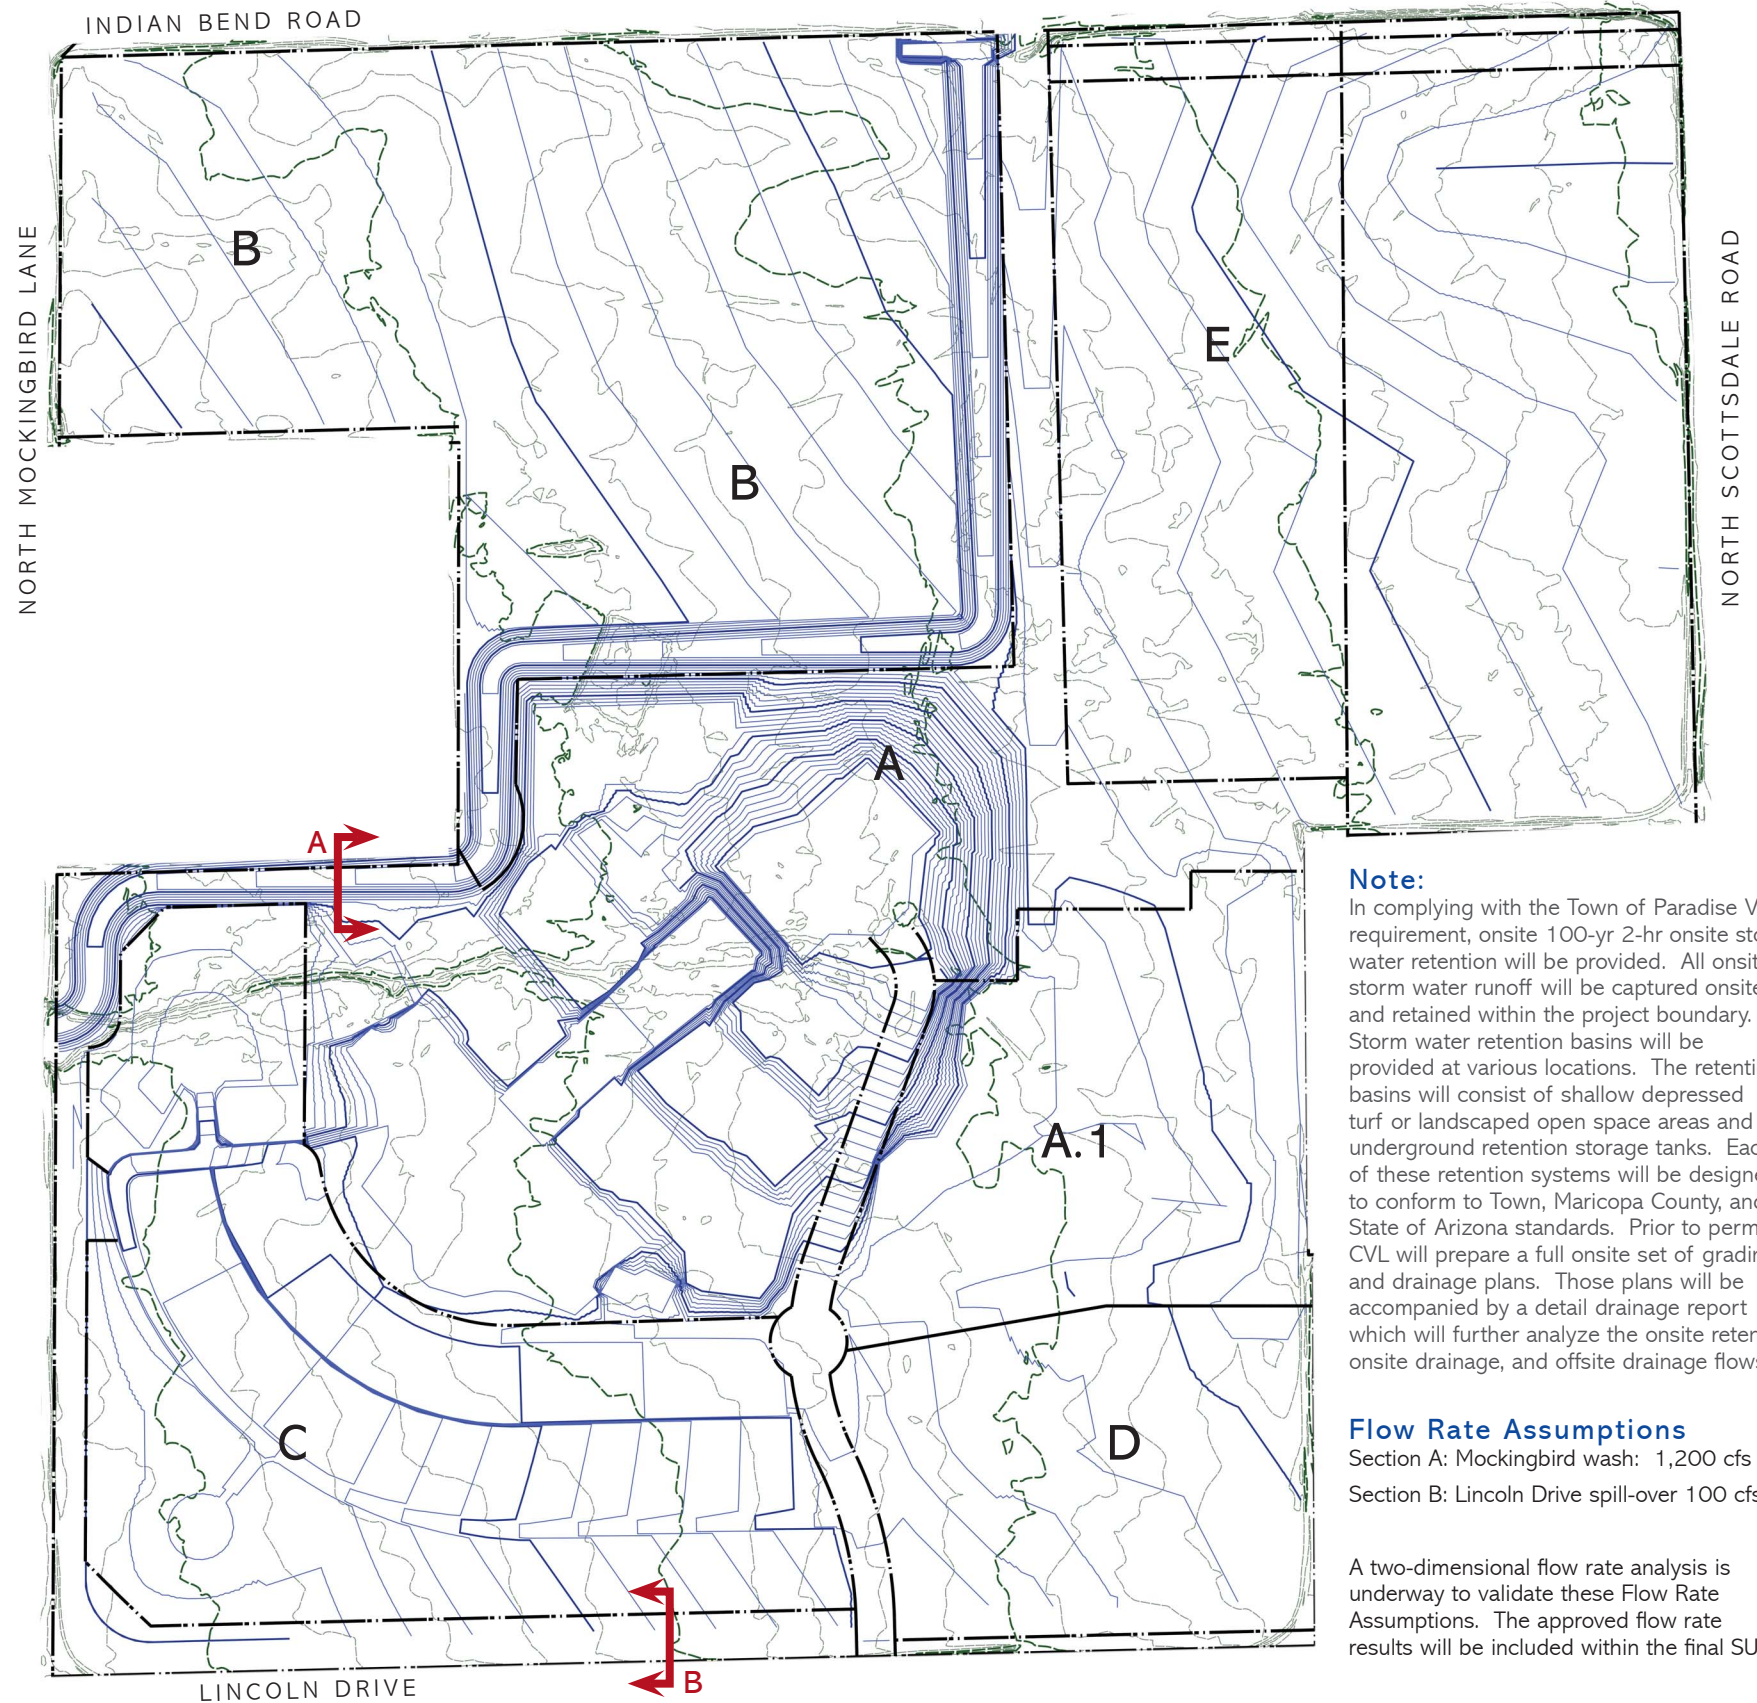 INDIAN BEND ROAD
NORTH MOCKINGBIRD LANE
NORTH SCOTTSDALE ROAD
B
E
B
A
A
A.1
C
D
B
LINCOLN DRIVE
Note:
In complying with the Town of Paradise V
requirement, onsite 100-yr 2-hr onsite sto
water retention will be provided. All onsit
storm water runoff will be captured onsite
and retained within the project boundary.
Storm water retention basins will be
provided at various locations. The retenti
basins will consist of shallow depressed
turf or landscaped open space areas and
underground retention storage tanks. Eac
of these retention systems will be designe
to conform to Town, Maricopa County, and
State of Arizona standards. Prior to perm
CVL will prepare a full onsite set of gradin
and drainage plans. Those plans will be
accompanied by a detail drainage report
which will further analyze the onsite reten
onsite drainage, and offsite drainage flows
Flow Rate Assumptions
Section A: Mockingbird wash: 1,200 cfs
Section B: Lincoln Drive spill-over 100 cfs
A two-dimensional flow rate analysis is
underway to validate these Flow Rate
Assumptions. The approved flow rate
results will be included within the final SU